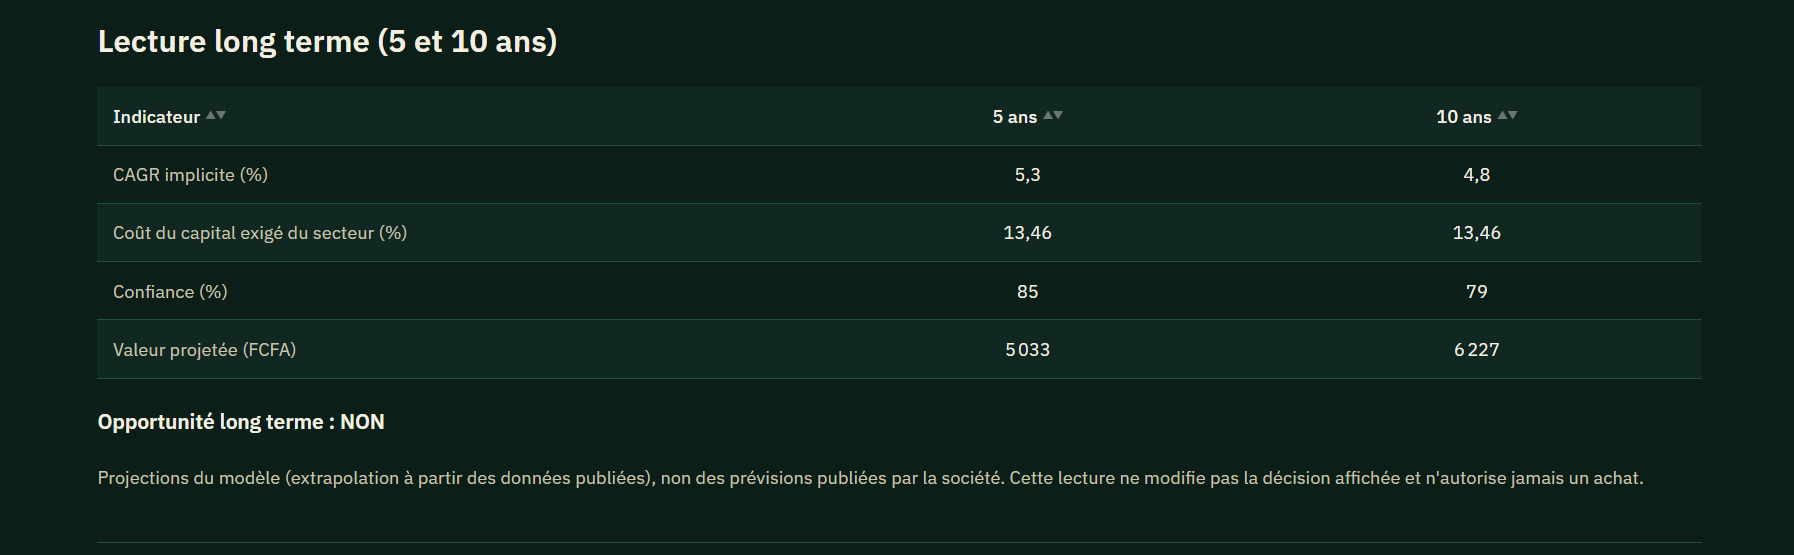 Lecture long terme (5 et 10 ans)
Indicateur ▲▼ 5 ans ▲▼ 10 ans ▲▼
CAGR implicite (%) 5,3 4,8
Coût du capital exigé du secteur (%) 13,46 13,46
Confiance (%) 85 79
Valeur projetée (FCFA) 5 033 6 227
Opportunité long terme : NON
Projections du modèle (extrapolation à partir des données publiées), non des prévisions publiées par la société. Cette lecture ne modifie pas la décision affichée et n'autorise jamais un achat.